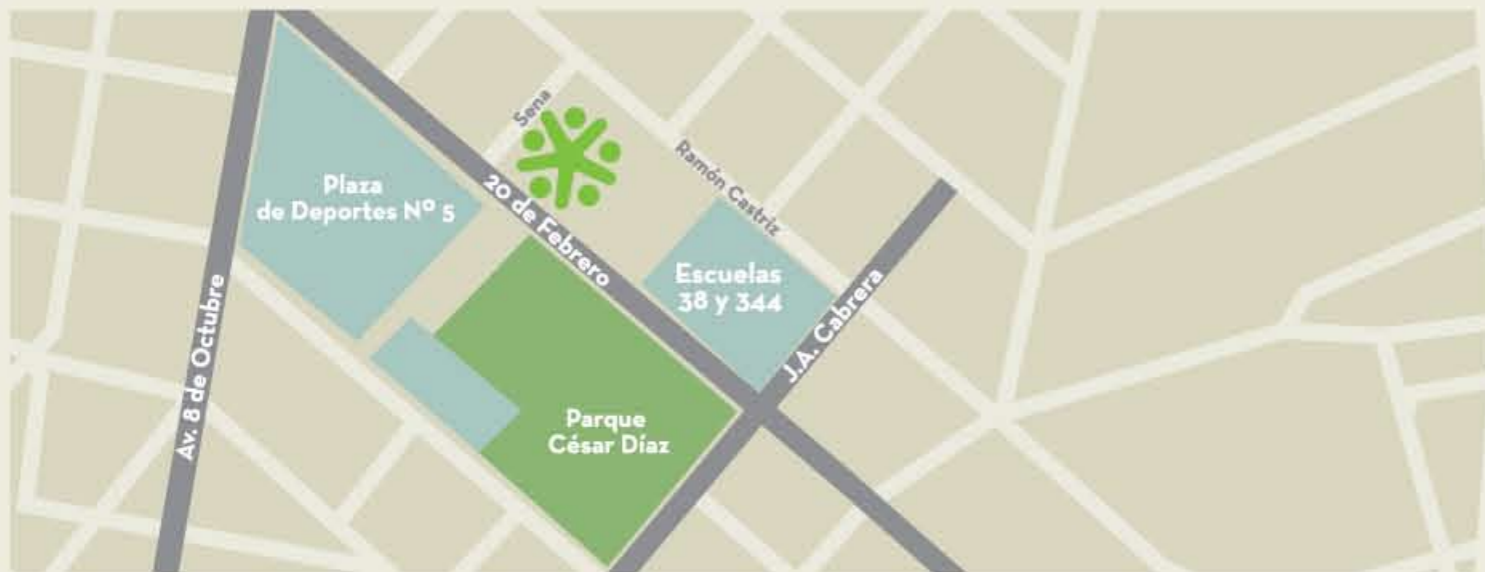 Sena
Ramón Castriz
Plaza
de Deportes Nº 5
20 de Febrero
Escuelas
38 y 344
J.A. Cabrera
Av. 8 de Octubre
Parque
César Díaz